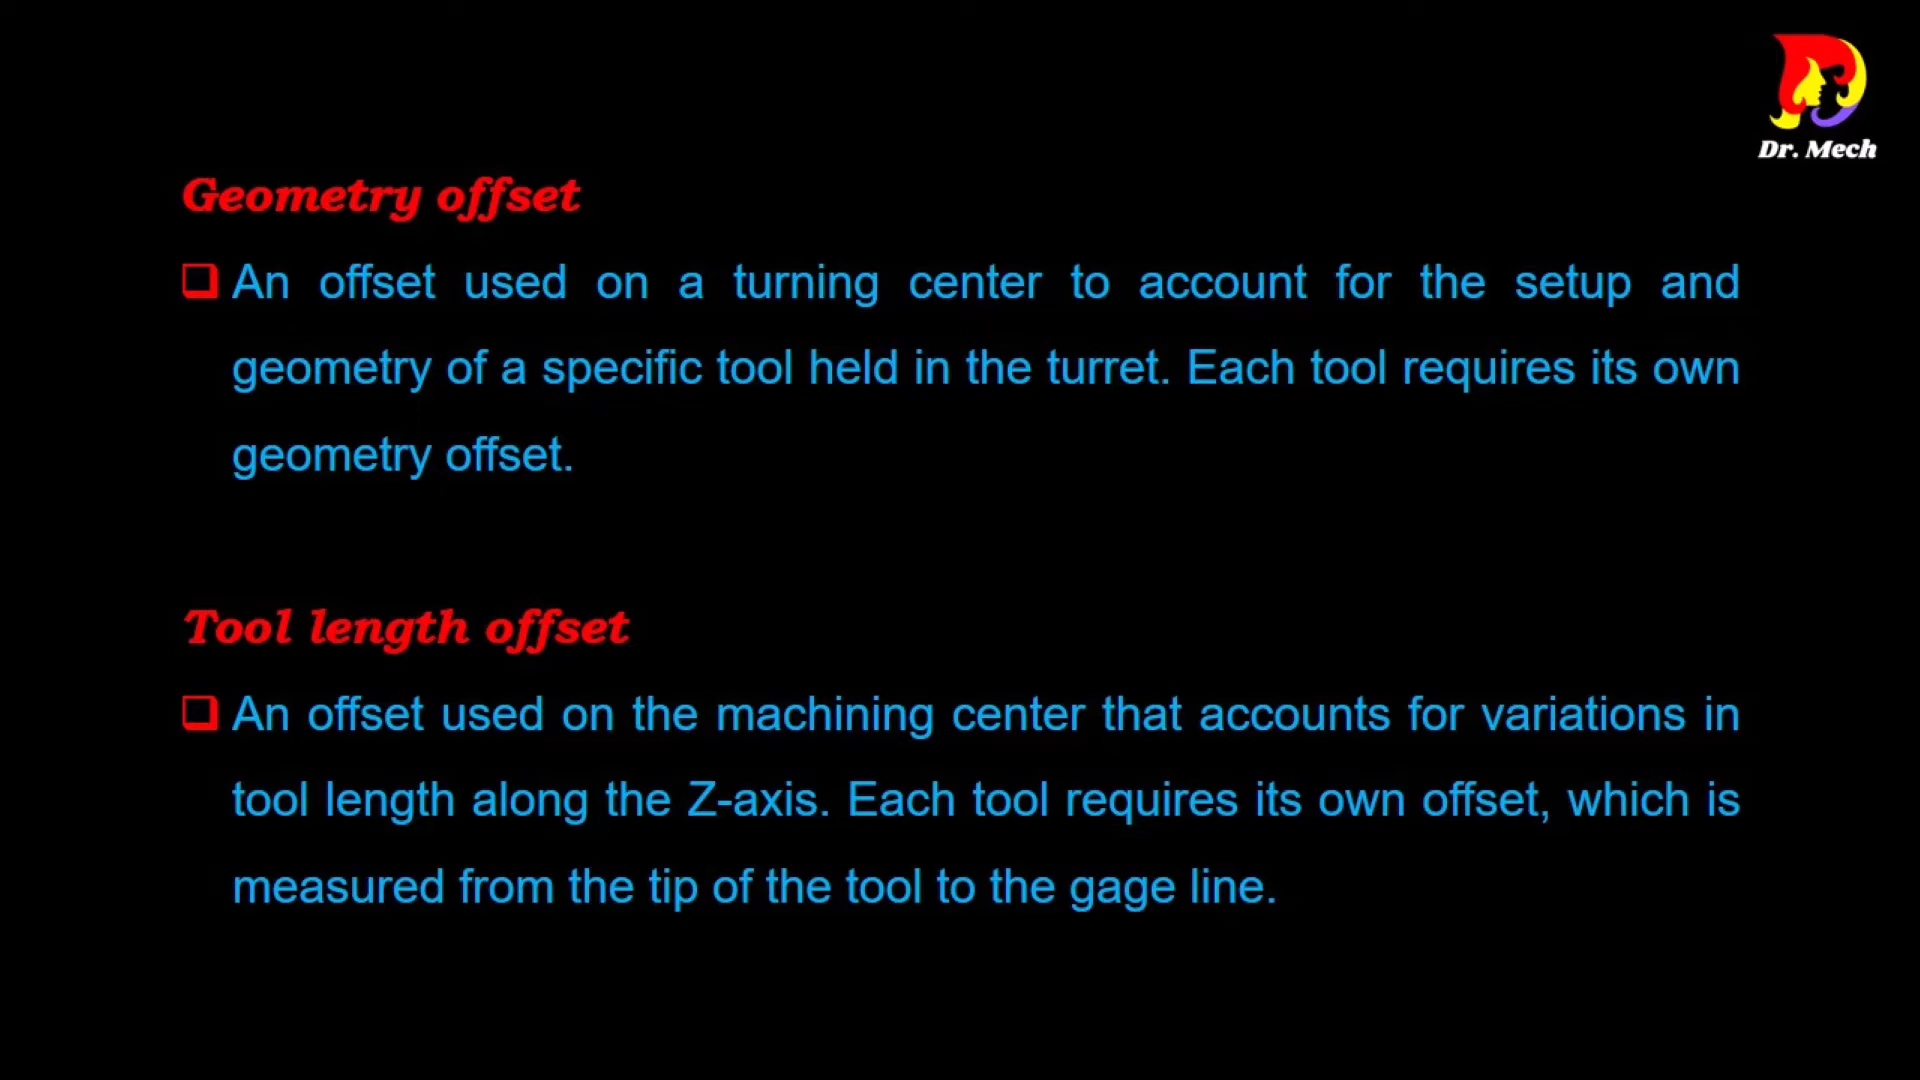 Dr. Mech
Geometry offset
An offset used on a turning center to account for the setup and
geometry of a specific tool held in the turret. Each tool requires its own
geometry offset.
Tool length offset
An offset used on the machining center that accounts for variations in
tool length along the Z-axis. Each tool requires its own offset, which is
measured from the tip of the tool to the gage line.